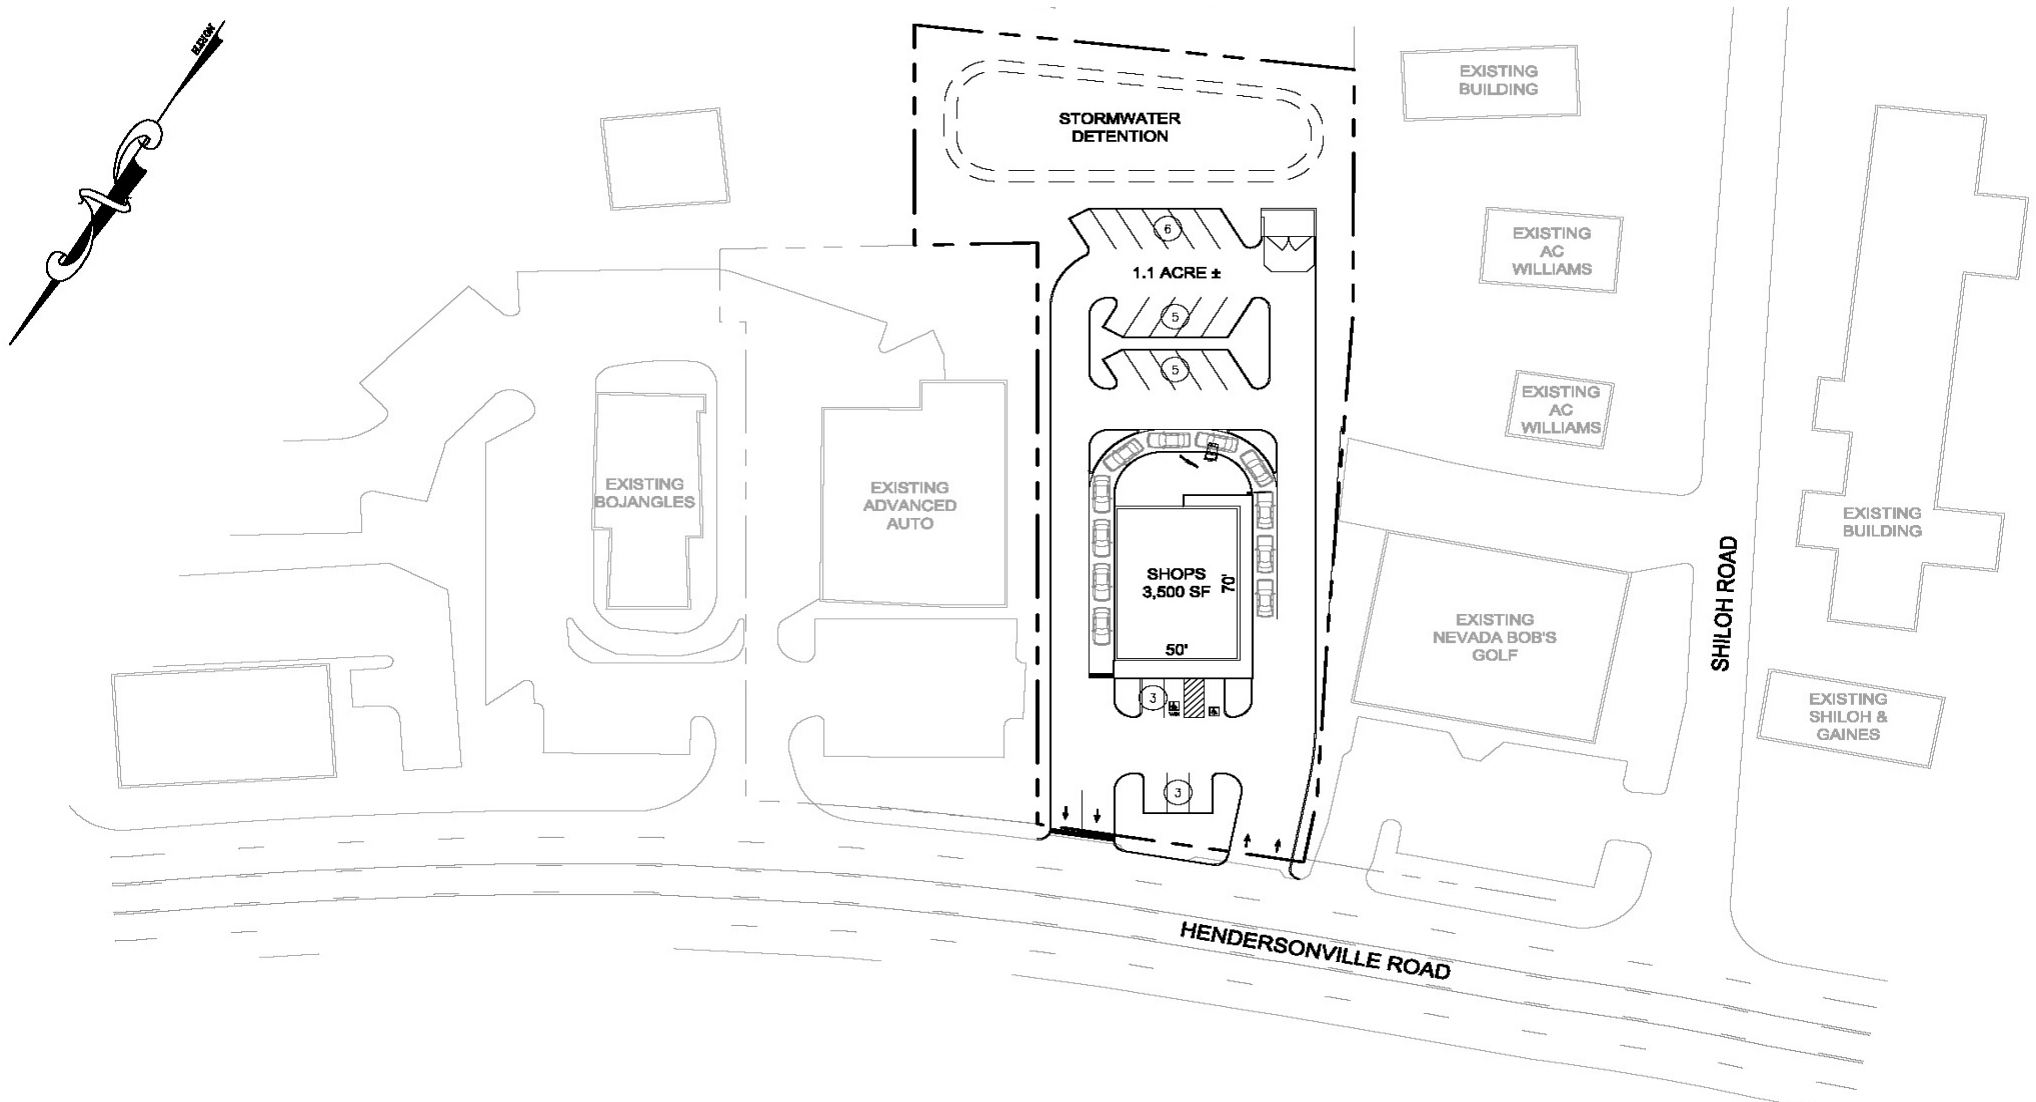 NORTH
STORMWATER
DETENTION
EXISTING
BUILDING
6
1.1 ACRE ±
EXISTING
AC
WILLIAMS
5
5
EXISTING
AC
WILLIAMS
EXISTING
BOJANGLES
EXISTING
ADVANCED
AUTO
SHOPS
3,500 SF
70'
50'
3
3
EXISTING
NEVADA BOB'S
GOLF
SHILOH ROAD
EXISTING
BUILDING
EXISTING
SHILOH &
GAINES
HENDERSONVILLE ROAD